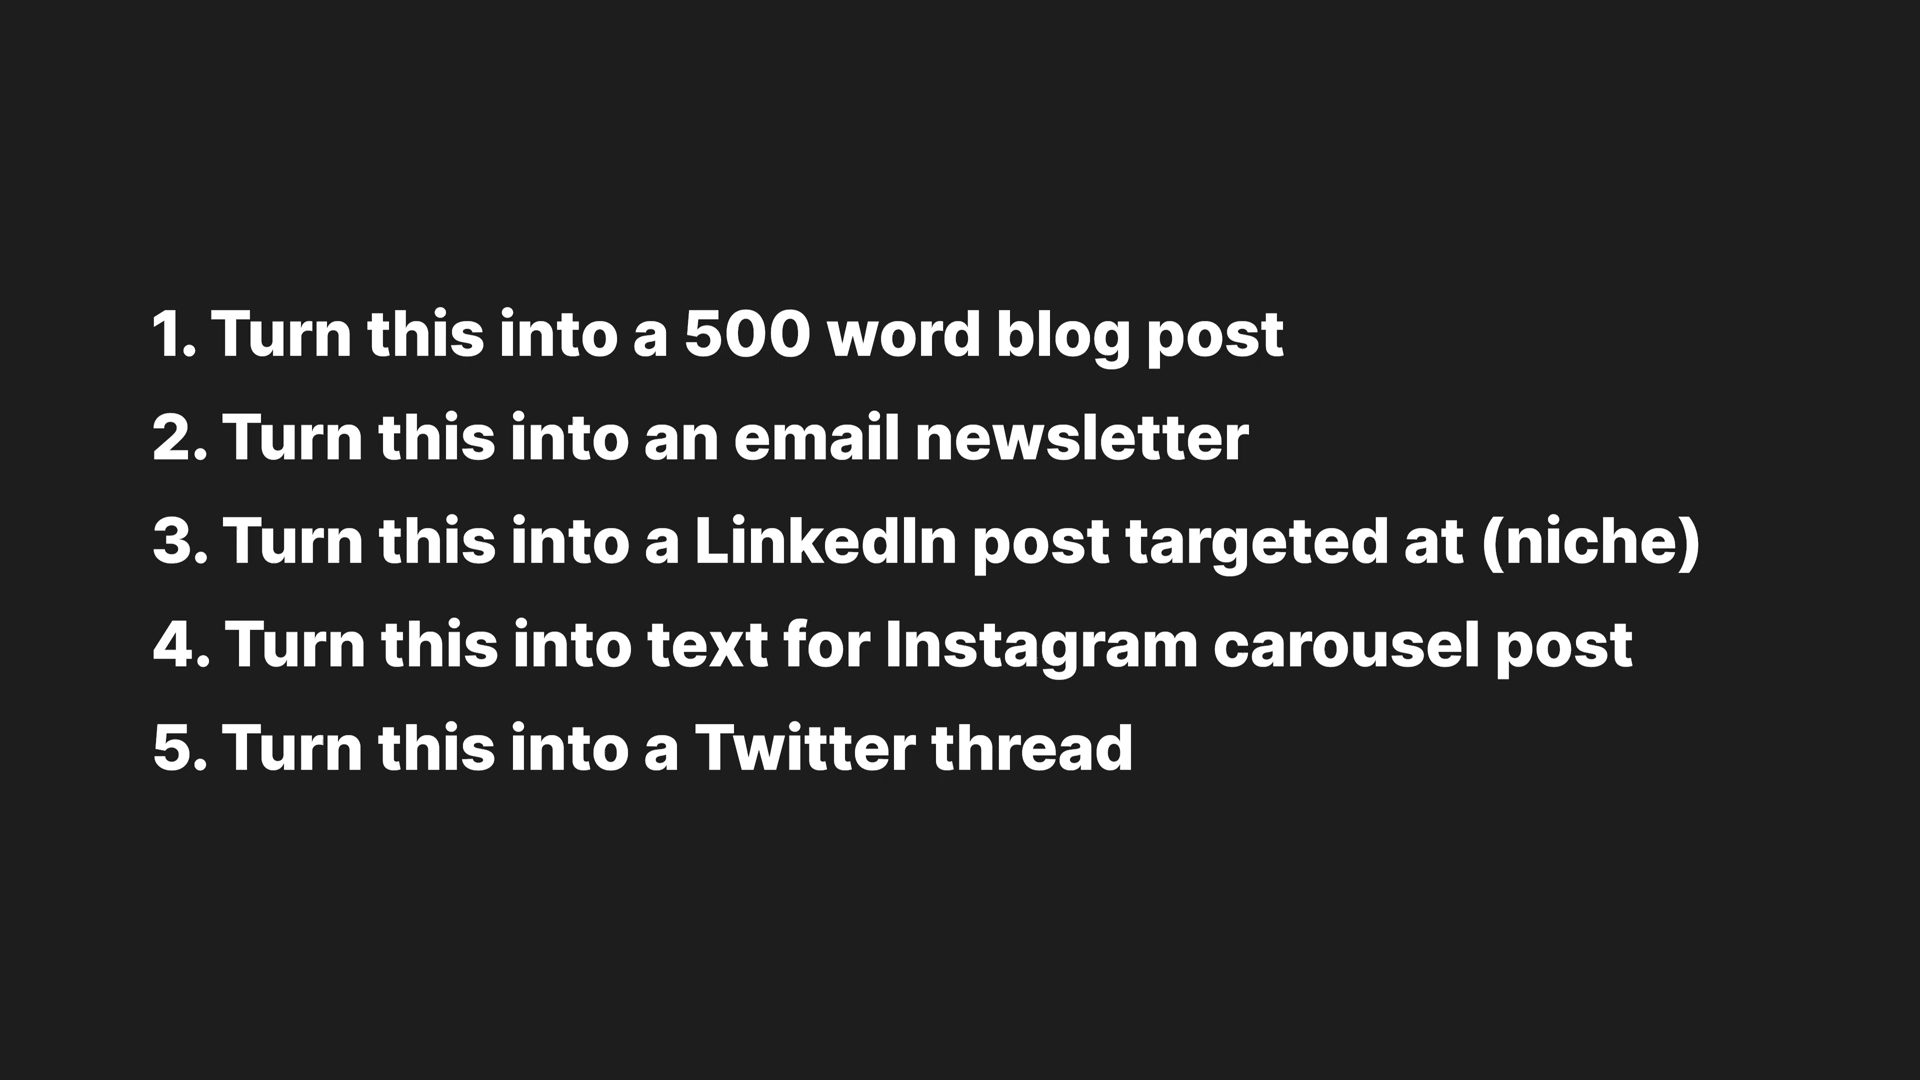 1. Turn this into a 500 word blog post
2. Turn this into an email newsletter
3. Turn this into a LinkedIn post targeted at (niche)
4. Turn this into text for Instagram carousel post
5. Turn this into a Twitter thread